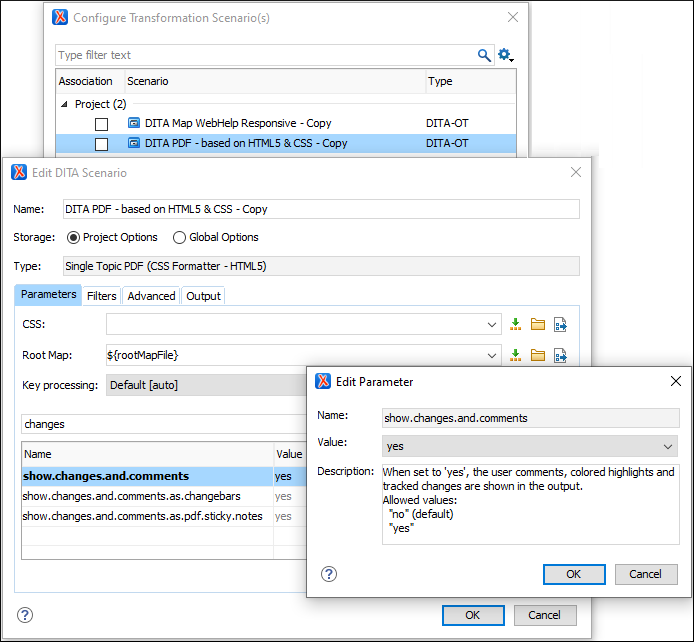 Configure Transformation Scenario(s)
Type filter text
Association Scenario Type
Project (2)
DITA Map WebHelp Responsive - Copy DITA-OT
DITA PDF - based on HTML5 & CSS - Copy DITA-OT
Edit DITA Scenario
Name: DITA PDF - based on HTML5 & CSS - Copy
Storage: Project Options Global Options
Type: Single Topic PDF (CSS Formatter - HTML5)
Parameters Filters Advanced Output
CSS:
Root Map: ${rootMapFile}
Key processing: Default [auto]
changes
Name Value
show.changes.and.comments yes
show.changes.and.comments.as.changebars yes
show.changes.and.comments.as.pdf.sticky.notes yes
?
OK Cancel
Edit Parameter
Name: show.changes.and.comments
Value: yes
Description: When set to 'yes', the user comments, colored highlights and
tracked changes are shown in the output.
Allowed values:
"no" (default)
"yes"
?
OK Cancel